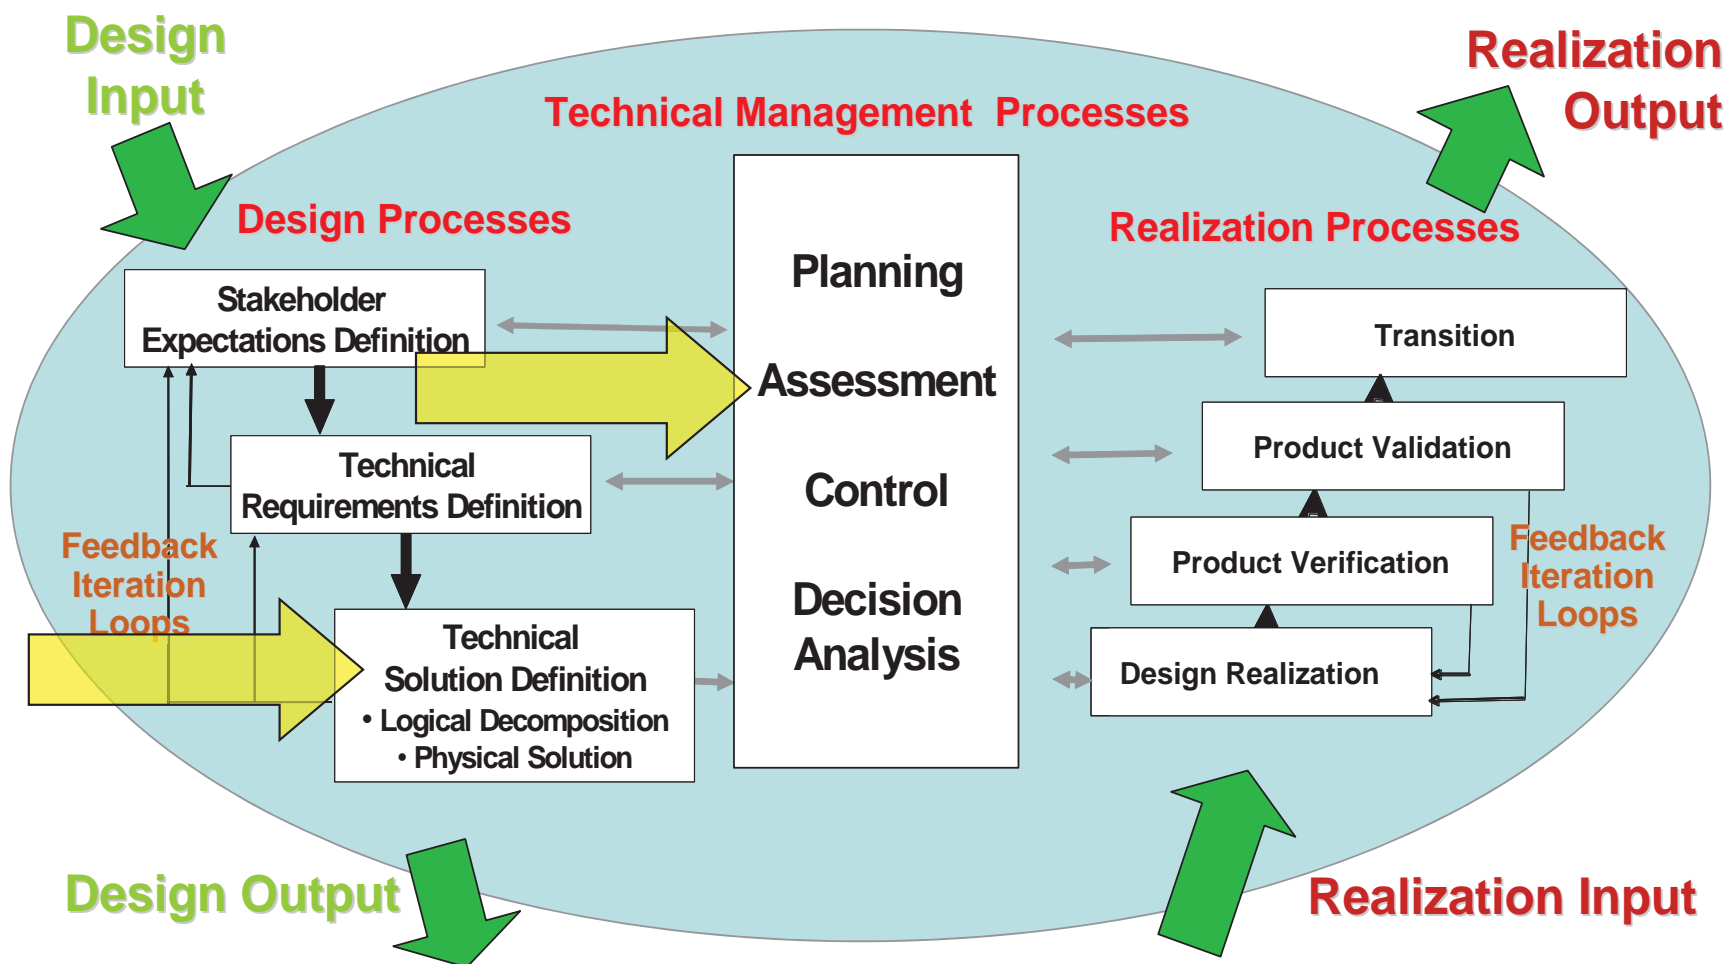 Design
Input
Realization
Output
Technical Management Processes
Design Processes
Realization Processes
Stakeholder
Expectations Definition
Technical
Requirements Definition
Feedback
Iteration
Loops
Technical
Solution Definition
• Logical Decomposition
• Physical Solution
Planning
Assessment
Control
Decision
Analysis
Transition
Product Validation
Product Verification
Design Realization
Feedback
Iteration
Loops
Design Output
Realization Input